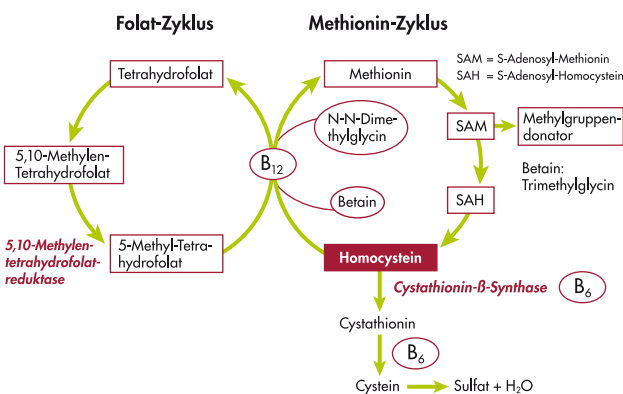 Folat-Zyklus
Methionin-Zyklus
SAM = S-Adenosyl-Methionin
SAH = S-Adenosyl-Homocystein
Tetrahydrofolat
Methionin
N-N-Dime-
thylglycin
SAM
Methylgruppen-
donator
5,10-Methylen-
Tetrahydrofolat
B12
Betain:
Trimethylglycin
Betain
SAH
5,10-Methylen-
tetrahydrofolat-
reduktase
5-Methyl-Tetra-
hydrofolat
Homocystein
Cystathionin-ß-Synthase
B6
Cystathionin
B6
Cystein
Sulfat + H2O